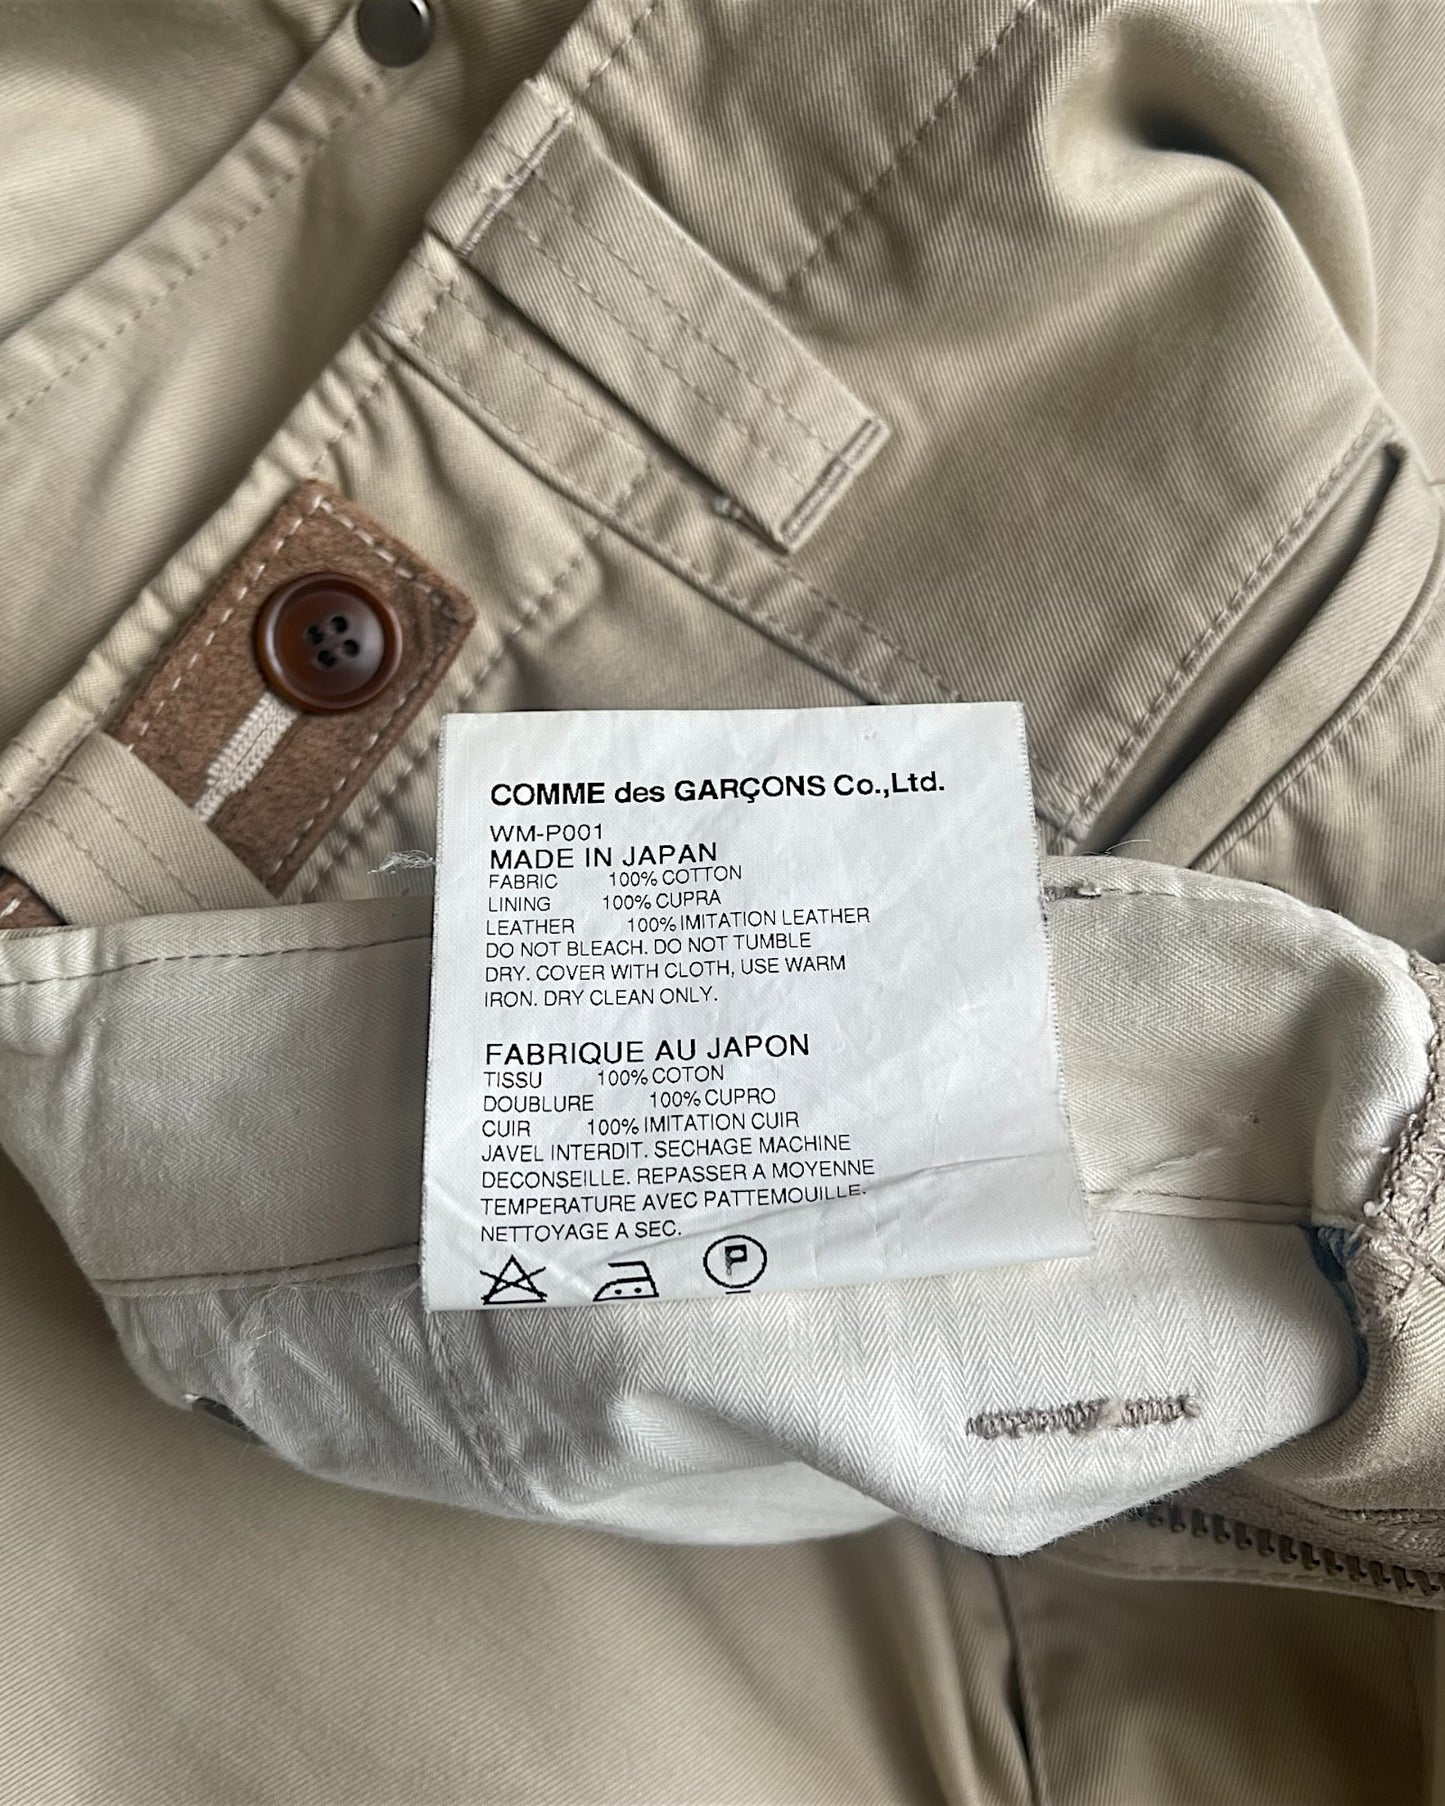 COMME des GARÇONS Co.,Ltd.
WM-P001
MADE IN JAPAN
FABRIC 100% COTTON
LINING 100% CUPRA
LEATHER 100% IMITATION LEATHER
DO NOT BLEACH. DO NOT TUMBLE
DRY. COVER WITH CLOTH, USE WARM
IRON. DRY CLEAN ONLY.
FABRIQUE AU JAPON
TISSU 100% COTON
DOUBLURE 100% CUPRO
CUIR 100% IMITATION CUIR
JAVEL INTERDIT. SECHAGE MACHINE
DECONSEILLE. REPASSER A MOYENNE
TEMPERATURE AVEC PATTEMOUILLE.
NETTOYAGE A SEC.
P